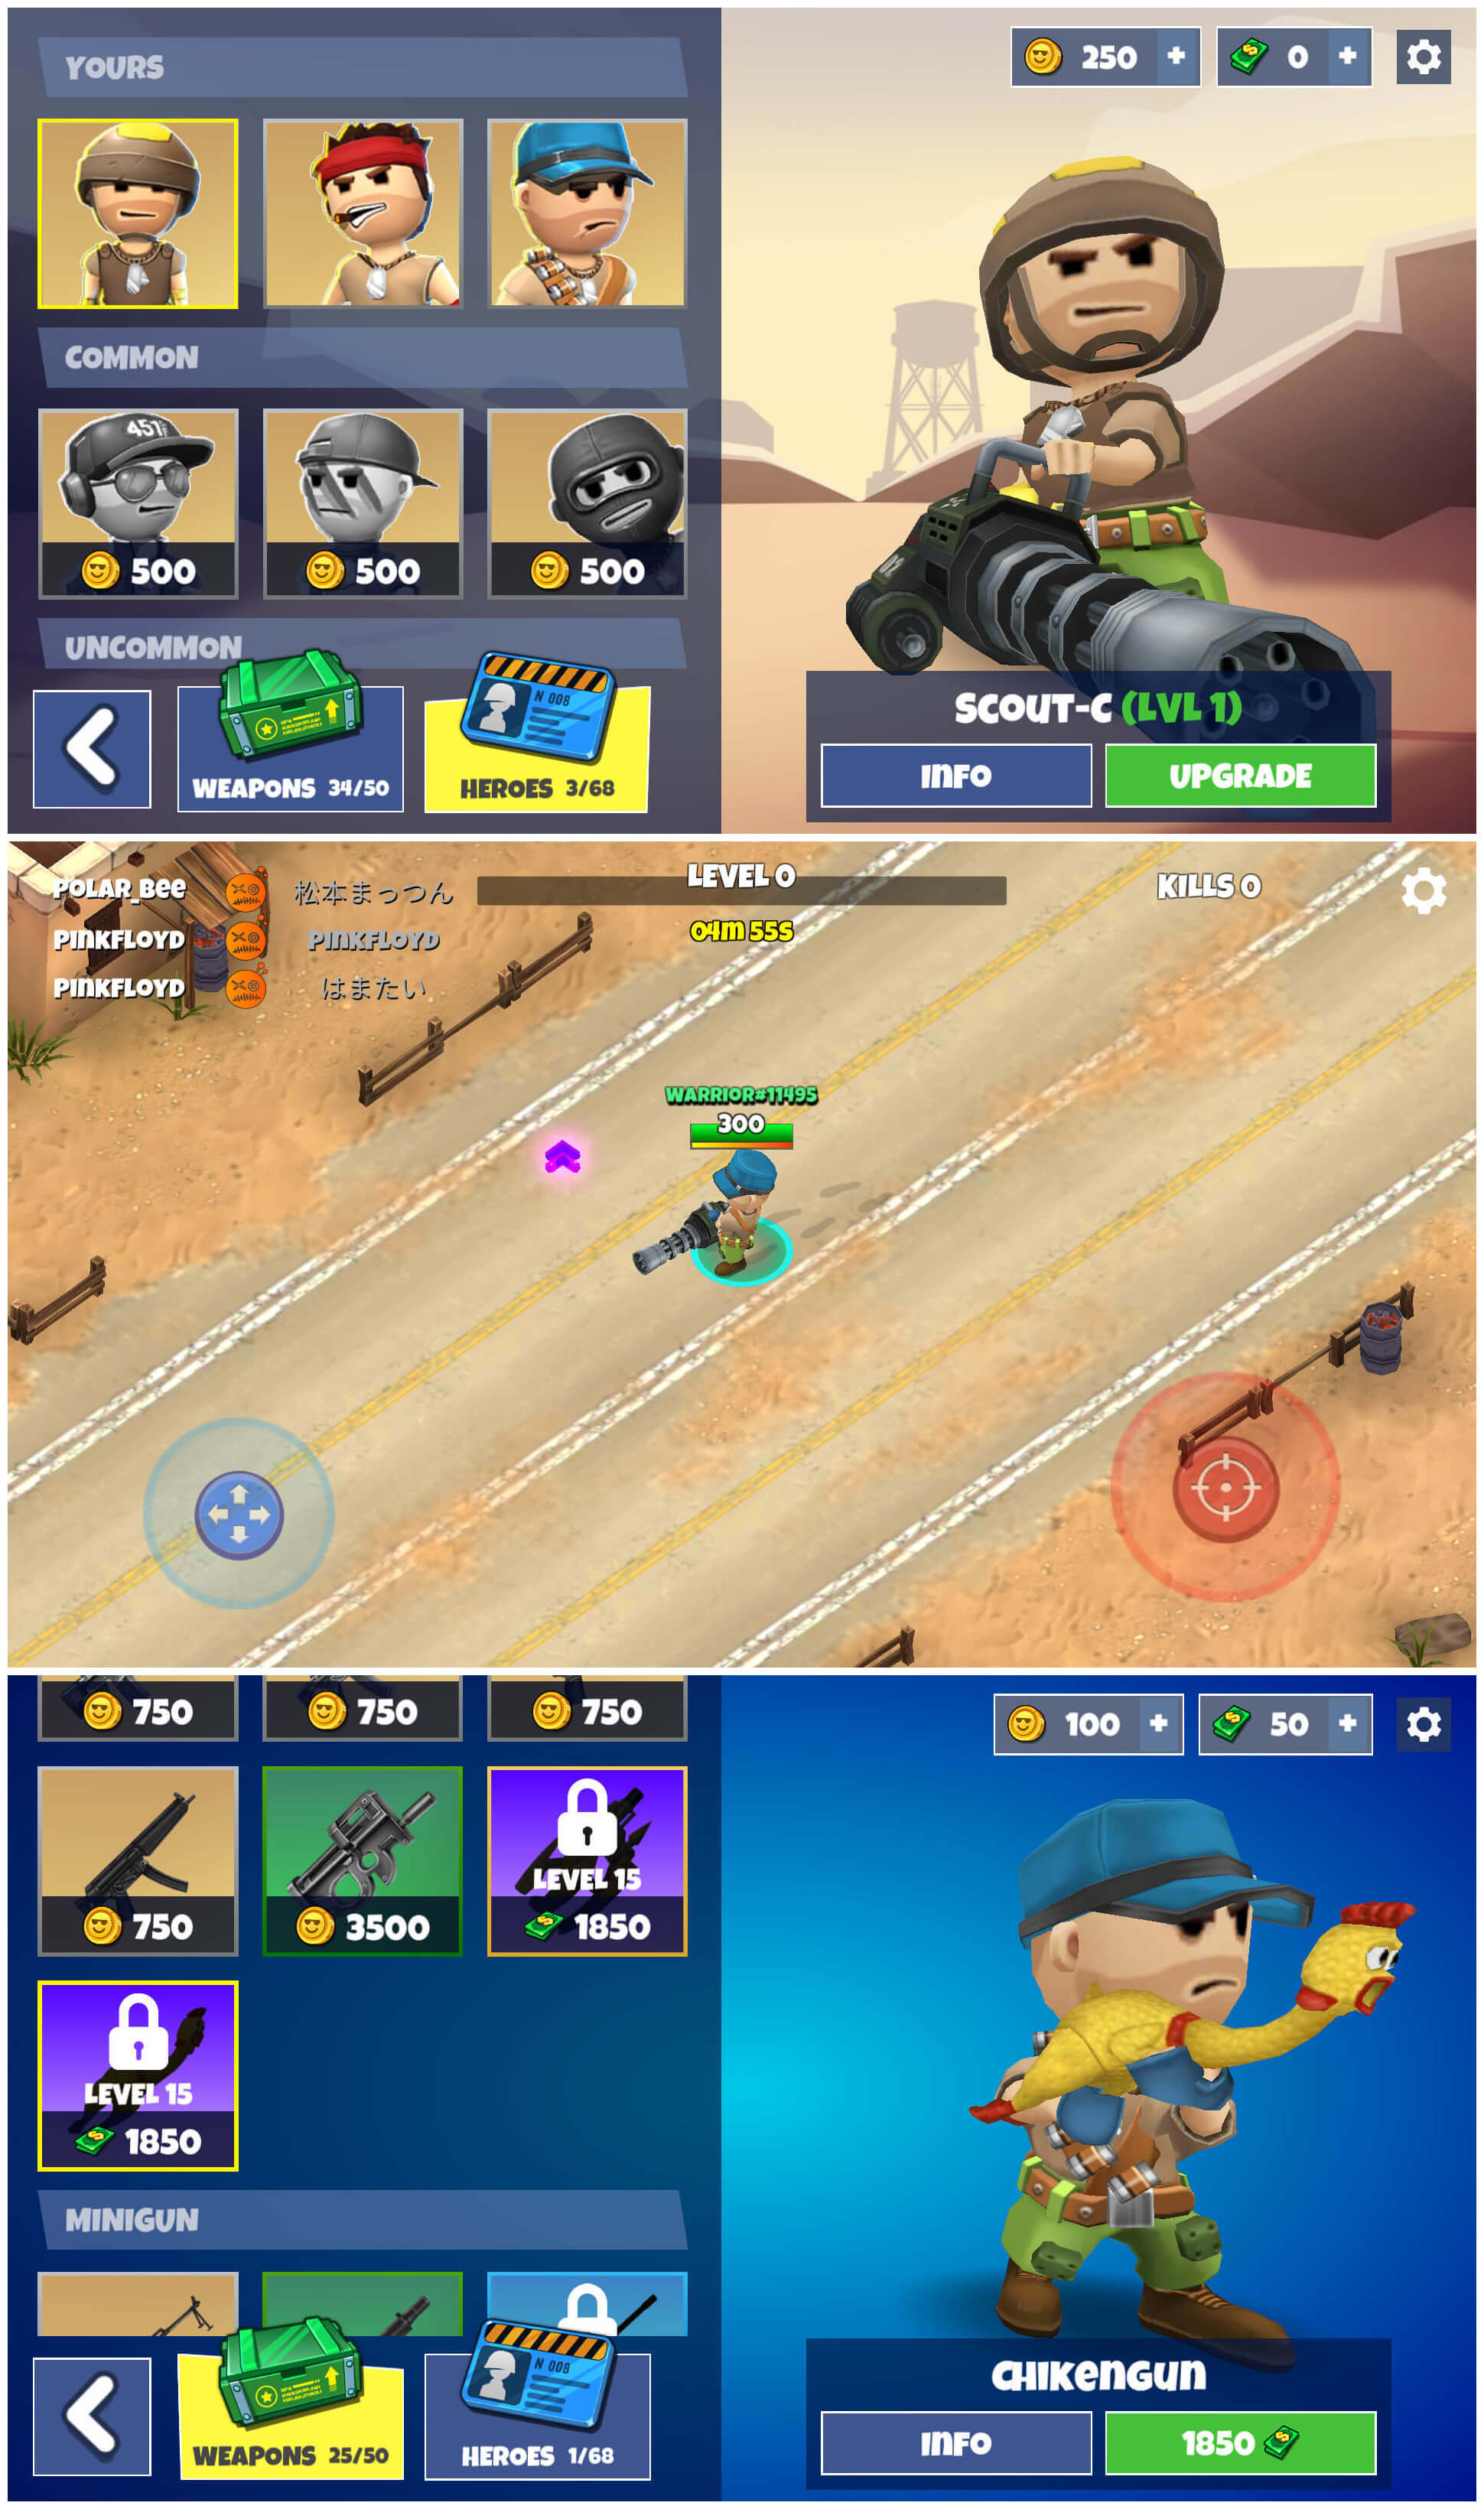 YOURS
250 +
0 +
COMMON
451
500
500
500
UNCOMMON
N 008
WEAPONS 34/50
HEROES 3/68
SCOUT-C (LVL 1)
INFO
UPGRADE
POLAR_BEE 松本まっつん
PINKFLOYD PINKFLOYD
PINKFLOYD はまたい
LEVEL 0
04m 55s
KILLS 0
WARRIOR#11495
300
750
750
750
100 +
50 +
750
3500
LEVEL 15
1850
LEVEL 15
1850
MINIGUN
N 008
WEAPONS 25/50
HEROES 1/68
CHIKENGUN
INFO
1850